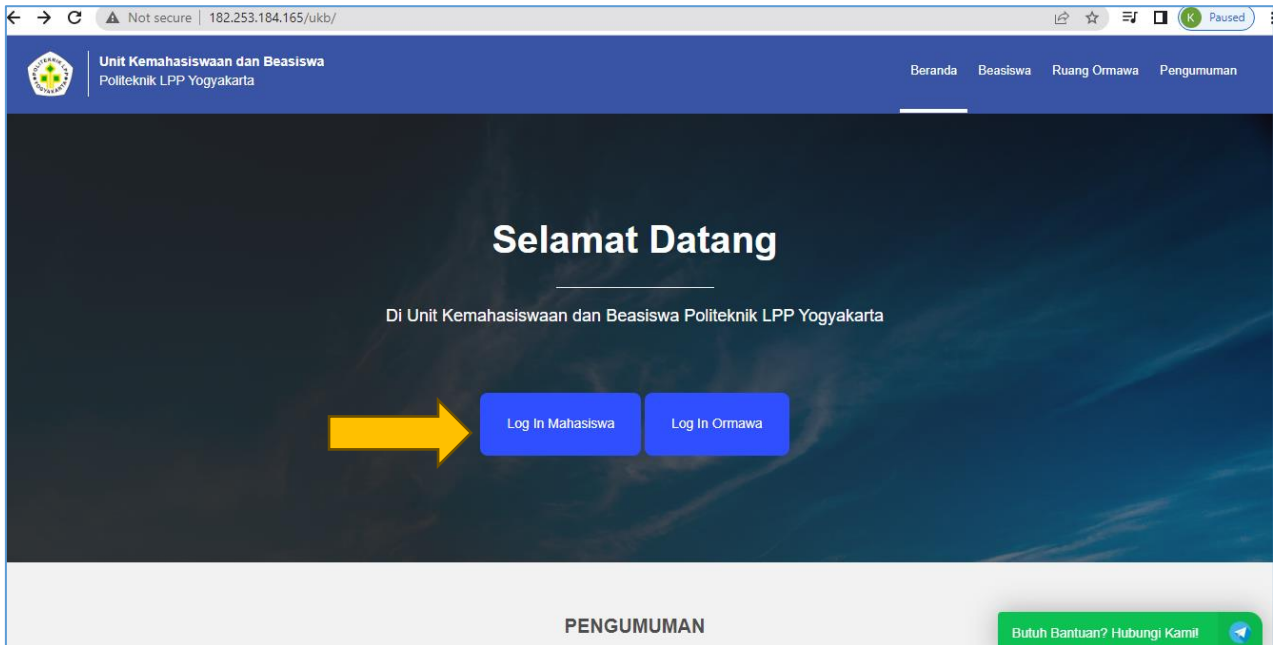 Not secure | 182.253.184.165/ukb/
K Paused
Unit Kemahasiswaan dan Beasiswa
Politeknik LPP Yogyakarta
Beranda Beasiswa Ruang Ormawa Pengumuman
Selamat Datang
Di Unit Kemahasiswaan dan Beasiswa Politeknik LPP Yogyakarta
Log In Mahasiswa Log In Ormawa
PENGUMUMAN
Butuh Bantuan? Hubungi Kami!